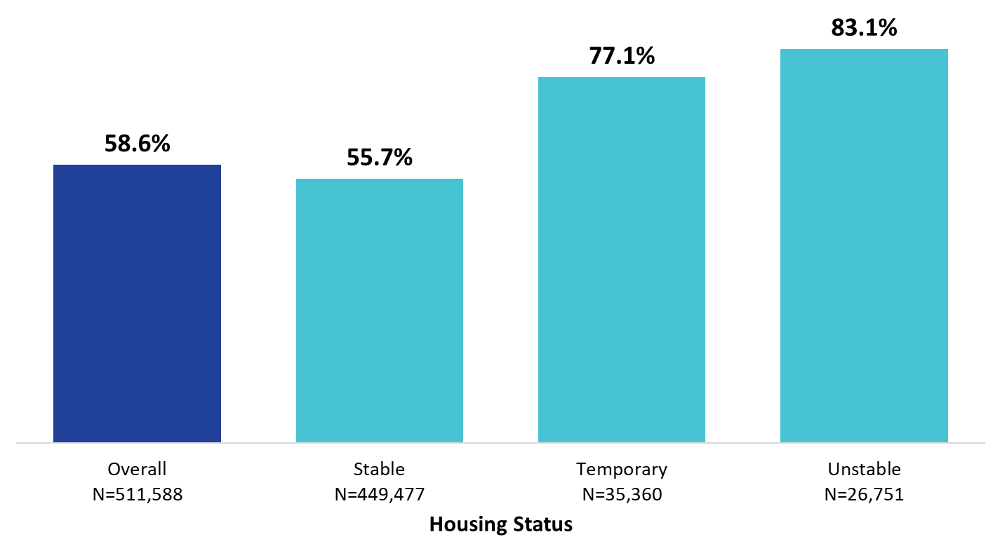 83.1%
77.1%
58.6%
55.7%
Overall
N=511,588
Stable
N=449,477
Temporary
N=35,360
Unstable
N=26,751
Housing Status